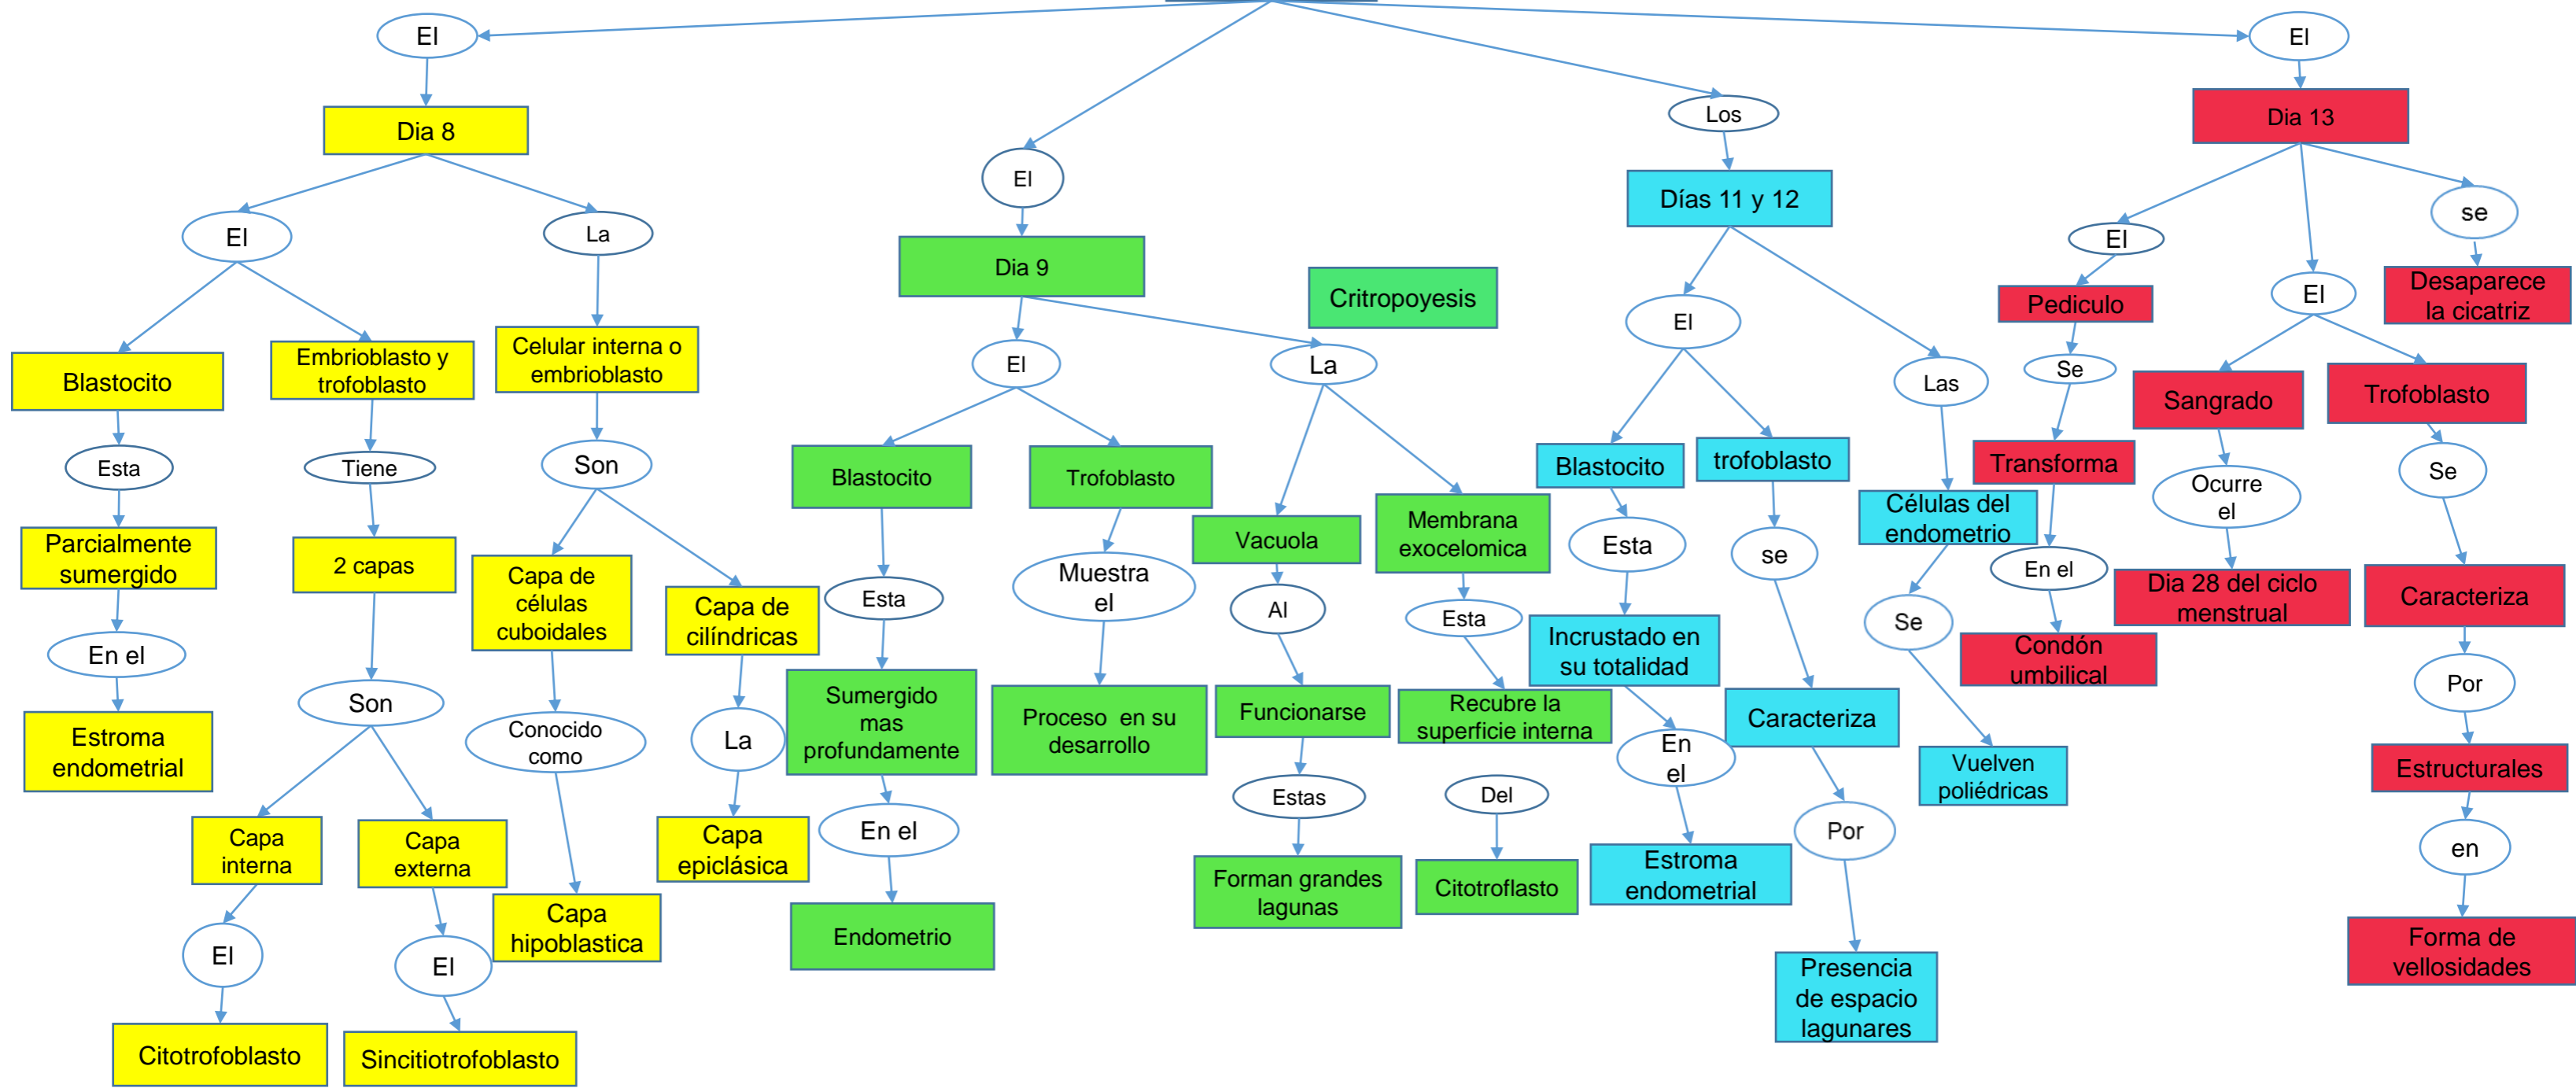 El
Dia 8
El
Blastocito
Esta
Parcialmente
sumergido
En el
Estroma
endometrial
Embrioblasto y
trofoblasto
Tiene
2 capas
Son
Capa
interna
El
Citotrofoblasto
Capa
externa
El
Sincitiotrofoblasto
La
Celular interna o
embrioblasto
Son
Capa de
células
cuboidales
Conocido
como
Capa
hipoblastica
Capa de
cilíndricas
La
Capa
epiclásica
El
Dia 9
El
Blastocito
Esta
Sumergido
mas
profundamente
En el
Endometrio
Trofoblasto
Muestra
el
Proceso en su
desarrollo
La
Vacuola
Al
Funcionarse
Estas
Forman grandes
lagunas
Membrana
exocelomica
Esta
Recubre la
superficie interna
Del
Citotroflasto
Critropoyesis
Los
Días 11 y 12
El
Blastocito
Esta
Incrustado en
su totalidad
En
el
Estroma
endometrial
trofoblasto
se
Caracteriza
Por
Presencia
de espacio
lagunares
Las
Células del
endometrio
Se
Vuelven
poliédricas
El
Dia 13
El
Pediculo
Se
Transforma
En el
Condón
umbilical
El
Sangrado
Ocurre
el
Dia 28 del ciclo
menstrual
Trofoblasto
Se
Caracteriza
Por
Estructurales
en
Forma de
vellosidades
se
Desaparece
la cicatriz